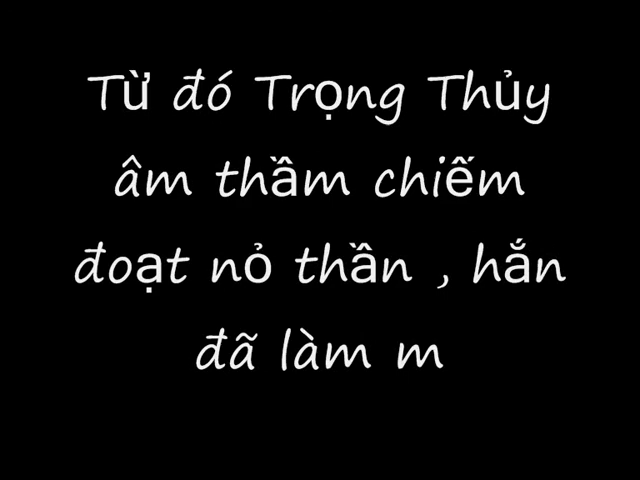 Từ đó Trọng Thủy
âm thầm chiếm
đoạt nỏ thần , hắn
đã làm m